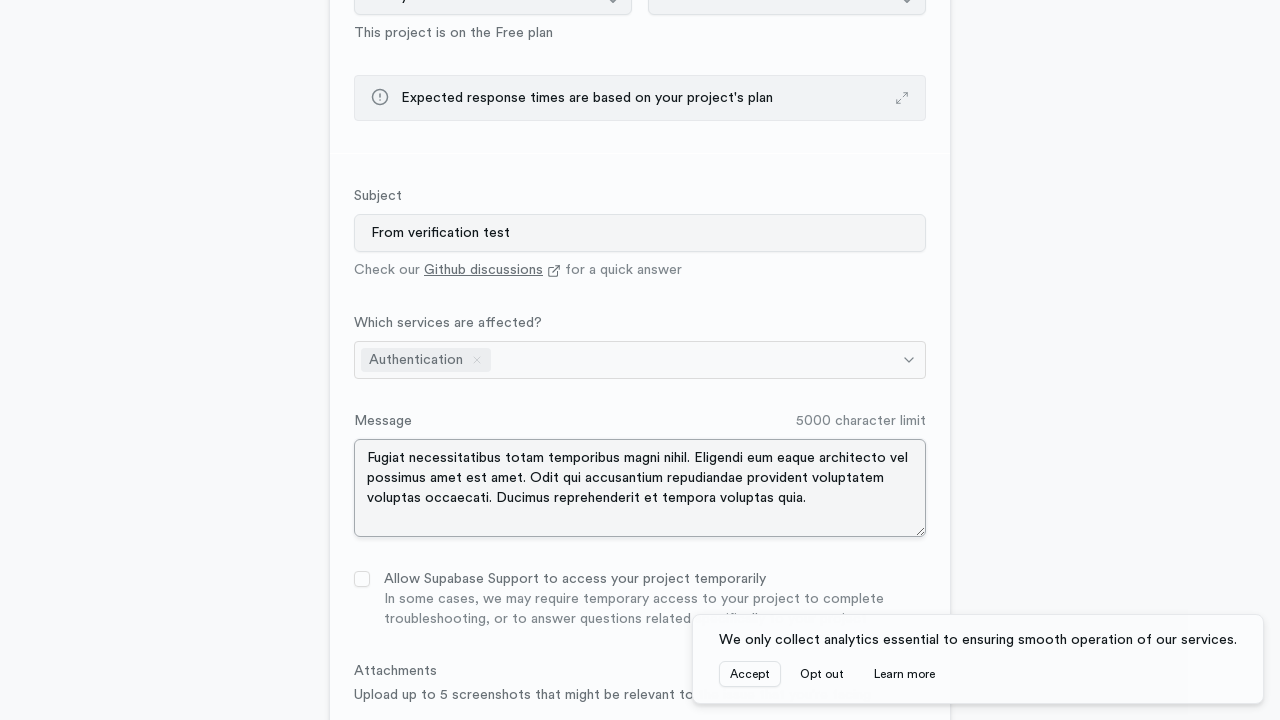 This project is on the Free plan
Expected response times are based on your project's plan
Subject
From verification test
Check our Github discussions for a quick answer
Which services are affected?
Authentication
Message
5000 character limit
Fugiat necessitatibus totam temporibus magni nihil. Eligendi eum eaque architecto vel
possimus amet est amet. Odit qui accusantium repudiandae provident voluptatem
voluptas occaecati. Ducimus reprehenderit et tempora voluptas quia.
Allow Supabase Support to access your project temporarily
In some cases, we may require temporary access to your project to complete
troubleshooting, or to answer questions related
We only collect analytics essential to ensuring smooth operation of our services.
Accept
Opt out
Learn more
Attachments
Upload up to 5 screenshots that might be relevant to